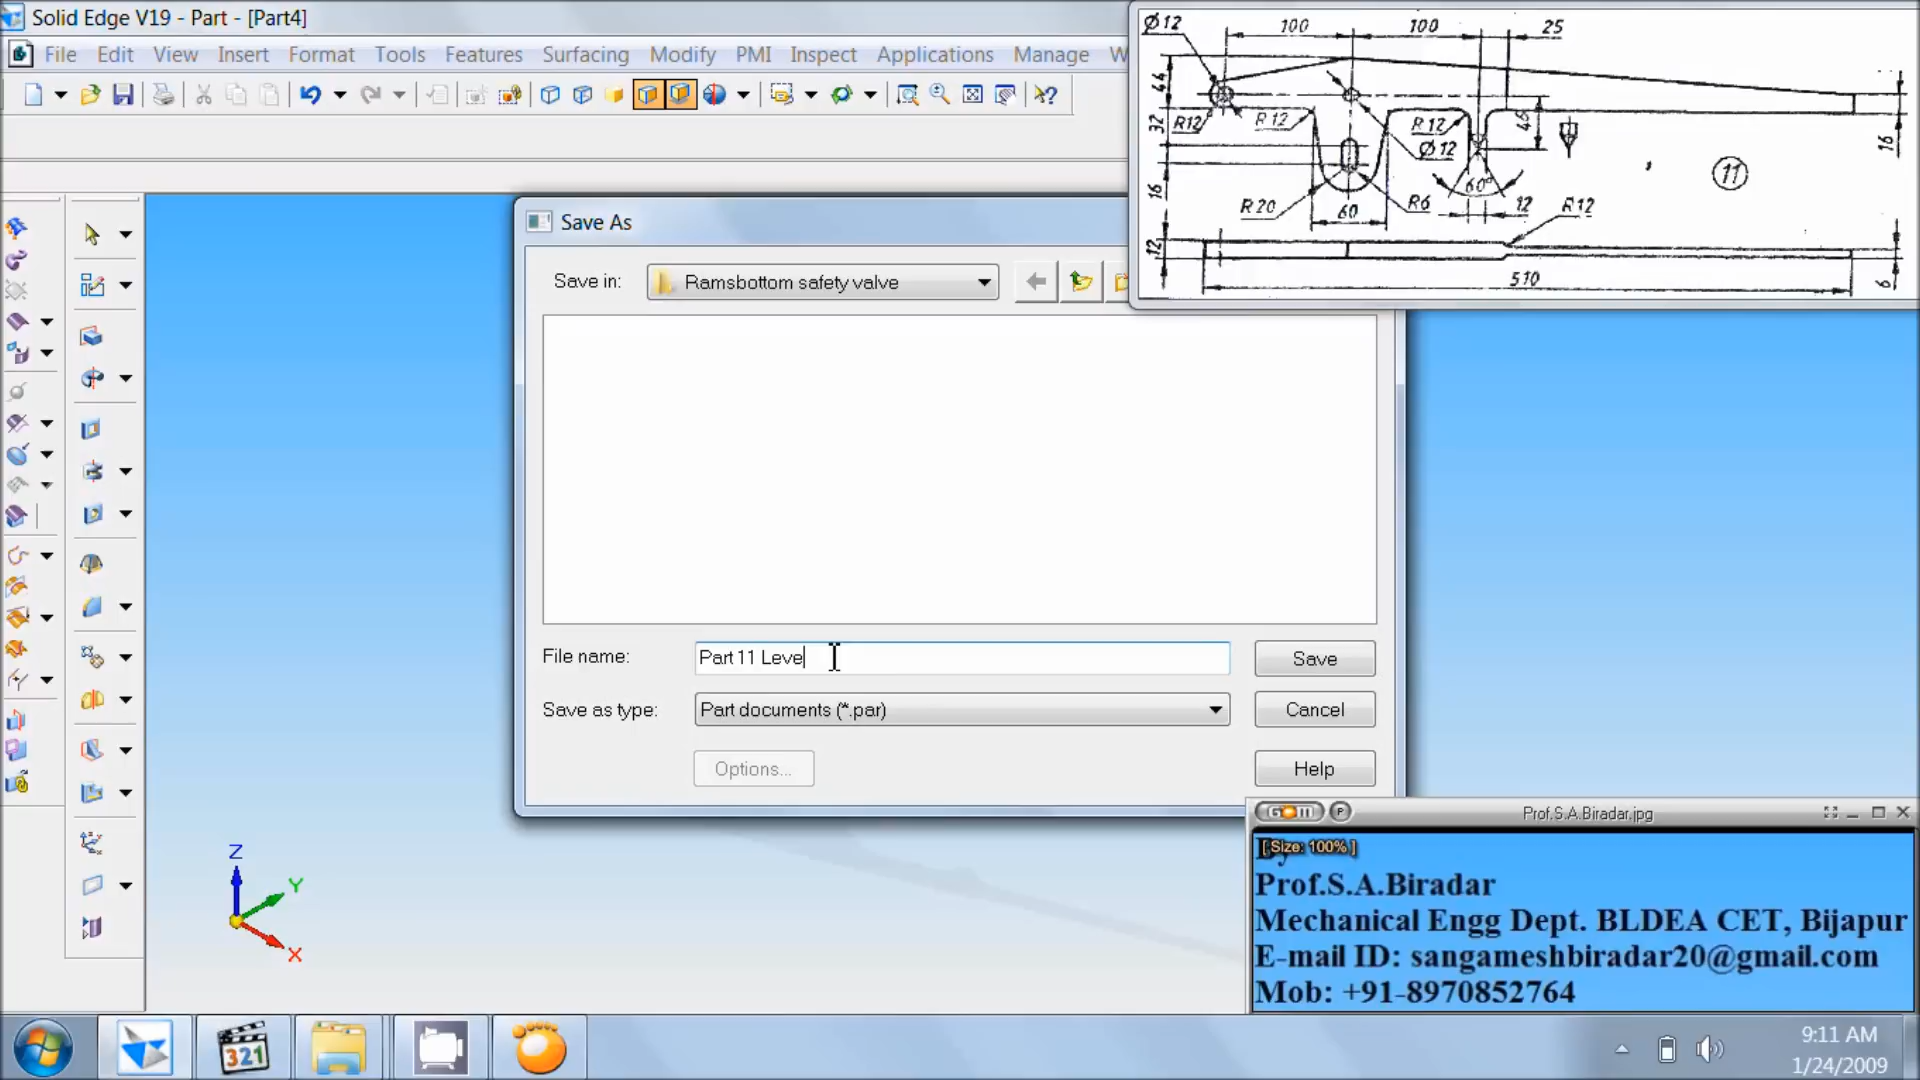 Solid Edge V19 - Part - [Part4]
File Edit View Insert Format Tools Features Surfacing Modify PMI Inspect Applications Manage W
Ø12 100 100 25
44
32
16
12
R12 R12 R12 46 16
Ø12
60° 11
R20 60 R6 12 R12
510 6
Save As
Save in: Ramsbottom safety valve
File name: Part 11 Leve
Save
Save as type: Part documents (*.par)
Cancel
Options...
Help
Z
Y
X
GOM P Prof.S.A.Biradar.jpg
[Size: 100%]
Prof.S.A.Biradar
Mechanical Engg Dept. BLDEA CET, Bijapur
E-mail ID: sangameshbiradar20@gmail.com
Mob: +91-8970852764
321
9:11 AM
1/24/2009